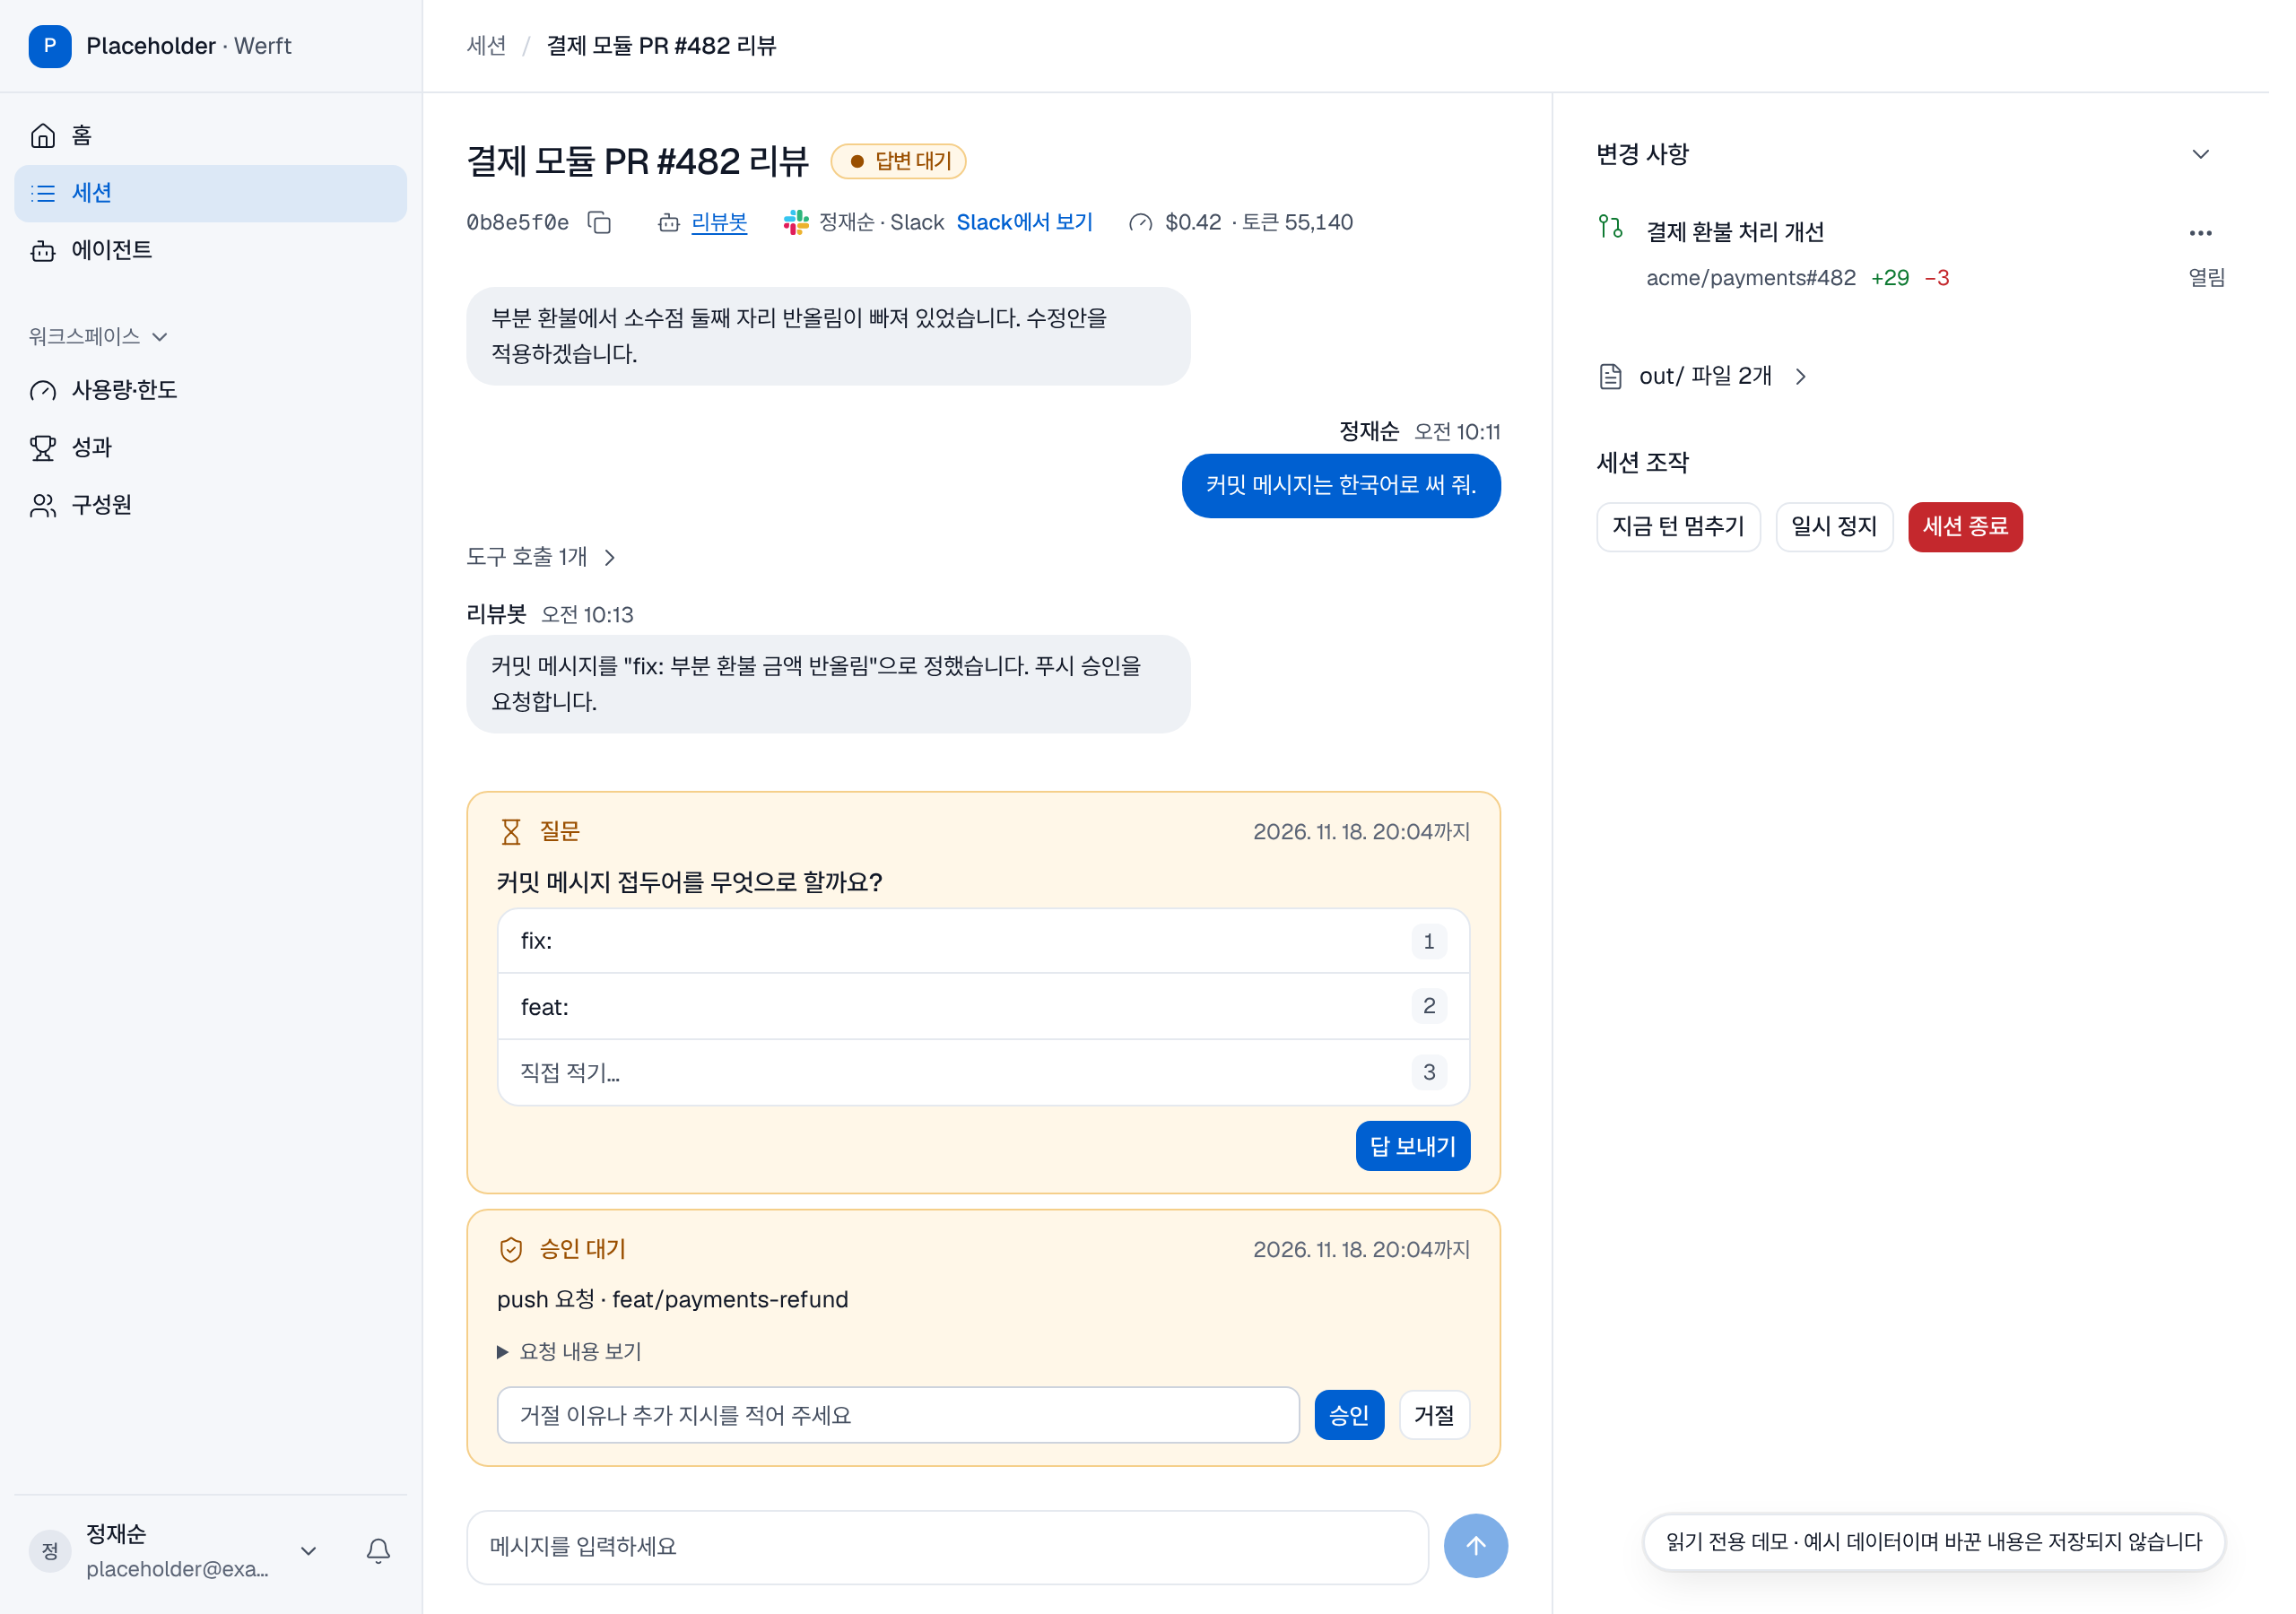 P Placeholder · Werft
홈
세션
에이전트
워크스페이스
사용량·한도
성과
구성원
정
정재순
placeholder@exa...
세션 / 결제 모듈 PR #482 리뷰
결제 모듈 PR #482 리뷰 답변 대기
0b8e5f0e 리뷰봇 정재순 · Slack Slack에서 보기 $0.42 · 토큰 55,140
부분 환불에서 소수점 둘째 자리 반올림이 빠져 있었습니다. 수정안을
적용하겠습니다.
정재순 오전 10:11
커밋 메시지는 한국어로 써 줘.
도구 호출 1개
리뷰봇 오전 10:13
커밋 메시지를 "fix: 부분 환불 금액 반올림"으로 정했습니다. 푸시 승인을
요청합니다.
질문 2026. 11. 18. 20:04까지
커밋 메시지 접두어를 무엇으로 할까요?
fix: 1
feat: 2
직접 적기... 3
답 보내기
승인 대기 2026. 11. 18. 20:04까지
push 요청 · feat/payments-refund
요청 내용 보기
거절 이유나 추가 지시를 적어 주세요 승인 거절
메시지를 입력하세요
변경 사항
결제 환불 처리 개선
acme/payments#482 +29 −3 열림
out/ 파일 2개
세션 조작
지금 턴 멈추기 일시 정지 세션 종료
읽기 전용 데모 · 예시 데이터이며 바꾼 내용은 저장되지 않습니다